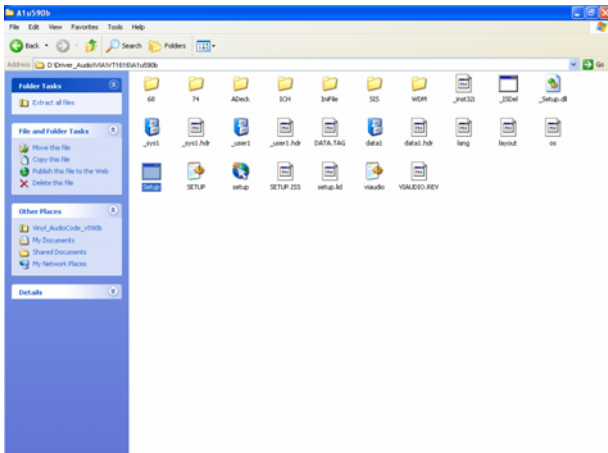 A1u590b
File Edit View Favorites Tools Help
Back Search Folders
Address D:\Driver_Audio\VIA\VT1616\A1u590b Go
Folder Tasks
Extract all files
File and Folder Tasks
Move this file
Copy this file
Publish this file to the Web
Delete this file
Other Places
Vinyl_AudioCode_v590b
My Documents
Shared Documents
My Network Places
Details
68 74 ADeck ICH IniFile SIS WDM _inst32i _ISDel _Setup.dll
_sys1 _sys1.hdr _user1 _user1.hdr DATA.TAG data1 data1.hdr lang layout os
Setup SETUP setup SETUP.ISS setup.lid viaudio VIAUDIO.REV